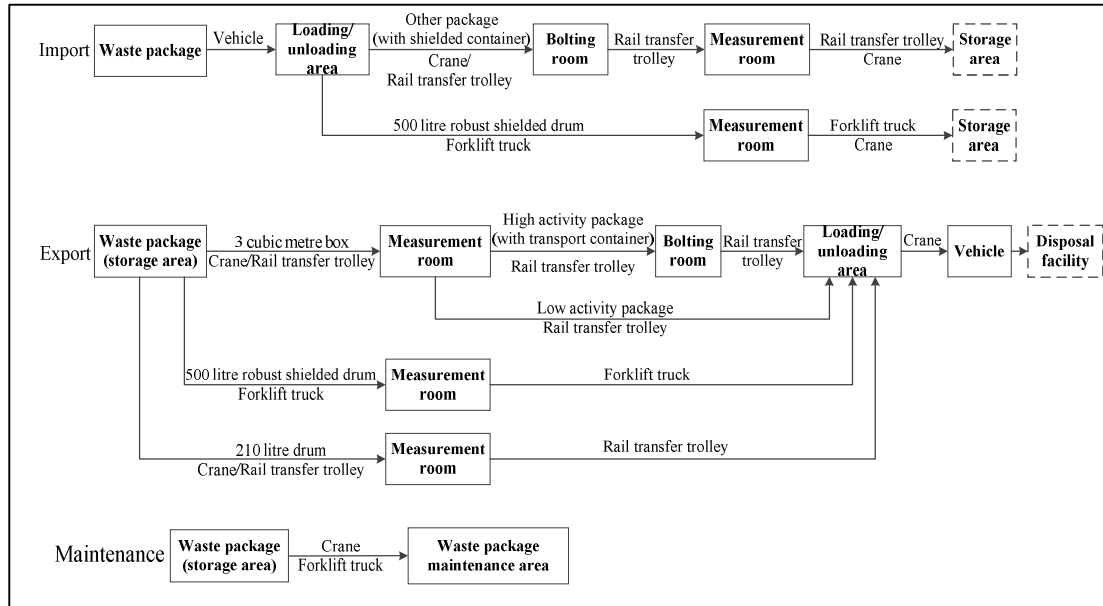 Import
Waste package
Vehicle
Loading/
unloading
area
Other package
(with shielded container)
Crane/
Rail transfer trolley
Bolting
room
Rail transfer
trolley
Measurement
room
Rail transfer trolley
Crane
Storage
area
500 litre robust shielded drum
Forklift truck
Measurement
room
Forklift truck
Crane
Storage
area
Export
Waste package
(storage area)
3 cubic metre box
Crane/Rail transfer trolley
Measurement
room
High activity package
(with transport container)
Rail transfer trolley
Bolting
room
Rail transfer
trolley
Loading/
unloading
area
Crane
Vehicle
Disposal
facility
Low activity package
Rail transfer trolley
500 litre robust shielded drum
Forklift truck
Measurement
room
Forklift truck
210 litre drum
Crane/Rail transfer trolley
Measurement
room
Rail transfer trolley
Maintenance
Waste package
(storage area)
Crane
Forklift truck
Waste package
maintenance area